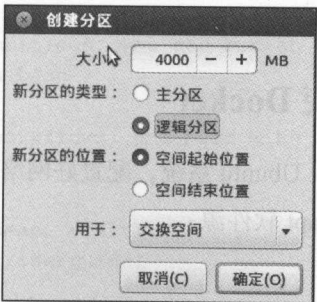 创建分区
大小: 4000 - + MB
新分区的类型: 主分区
逻辑分区
新分区的位置: 空间起始位置
空间结束位置
用于: 交换空间
取消(C) 确定(O)